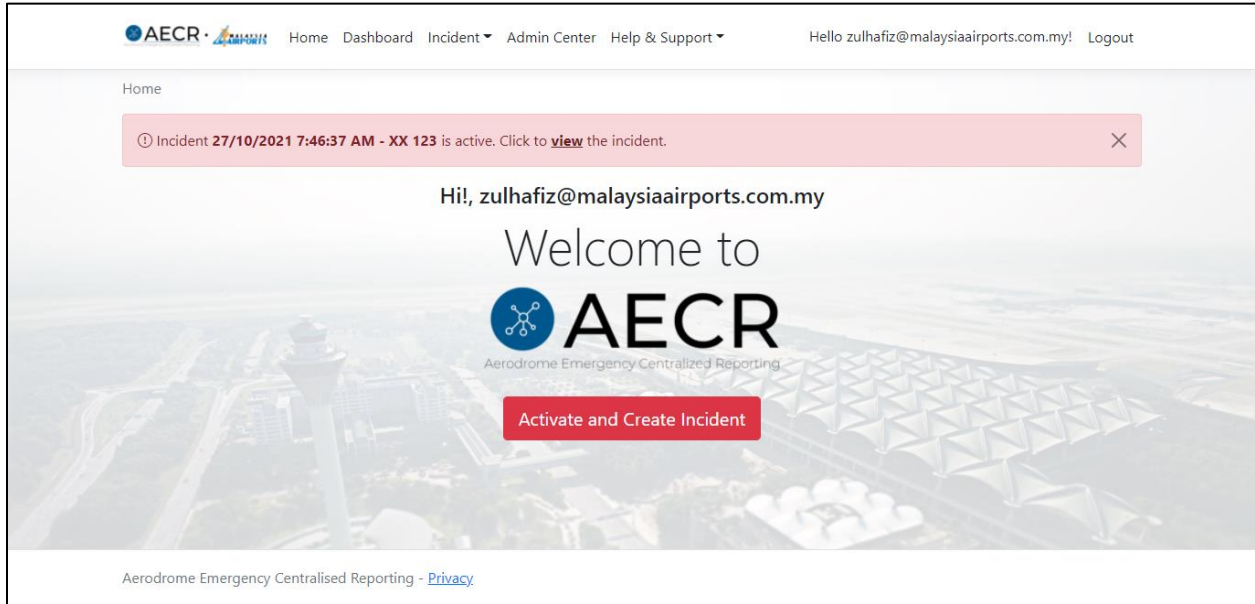 AECR · MALAYSIA AIRPORTS Home Dashboard Incident Admin Center Help & Support Hello zulhafiz@malaysiaairports.com.my! Logout
Home
Incident 27/10/2021 7:46:37 AM - XX 123 is active. Click to view the incident.
Hi!, zulhafiz@malaysiaairports.com.my
Welcome to
AECR
Aerodrome Emergency Centralized Reporting
Activate and Create Incident
Aerodrome Emergency Centralised Reporting - Privacy